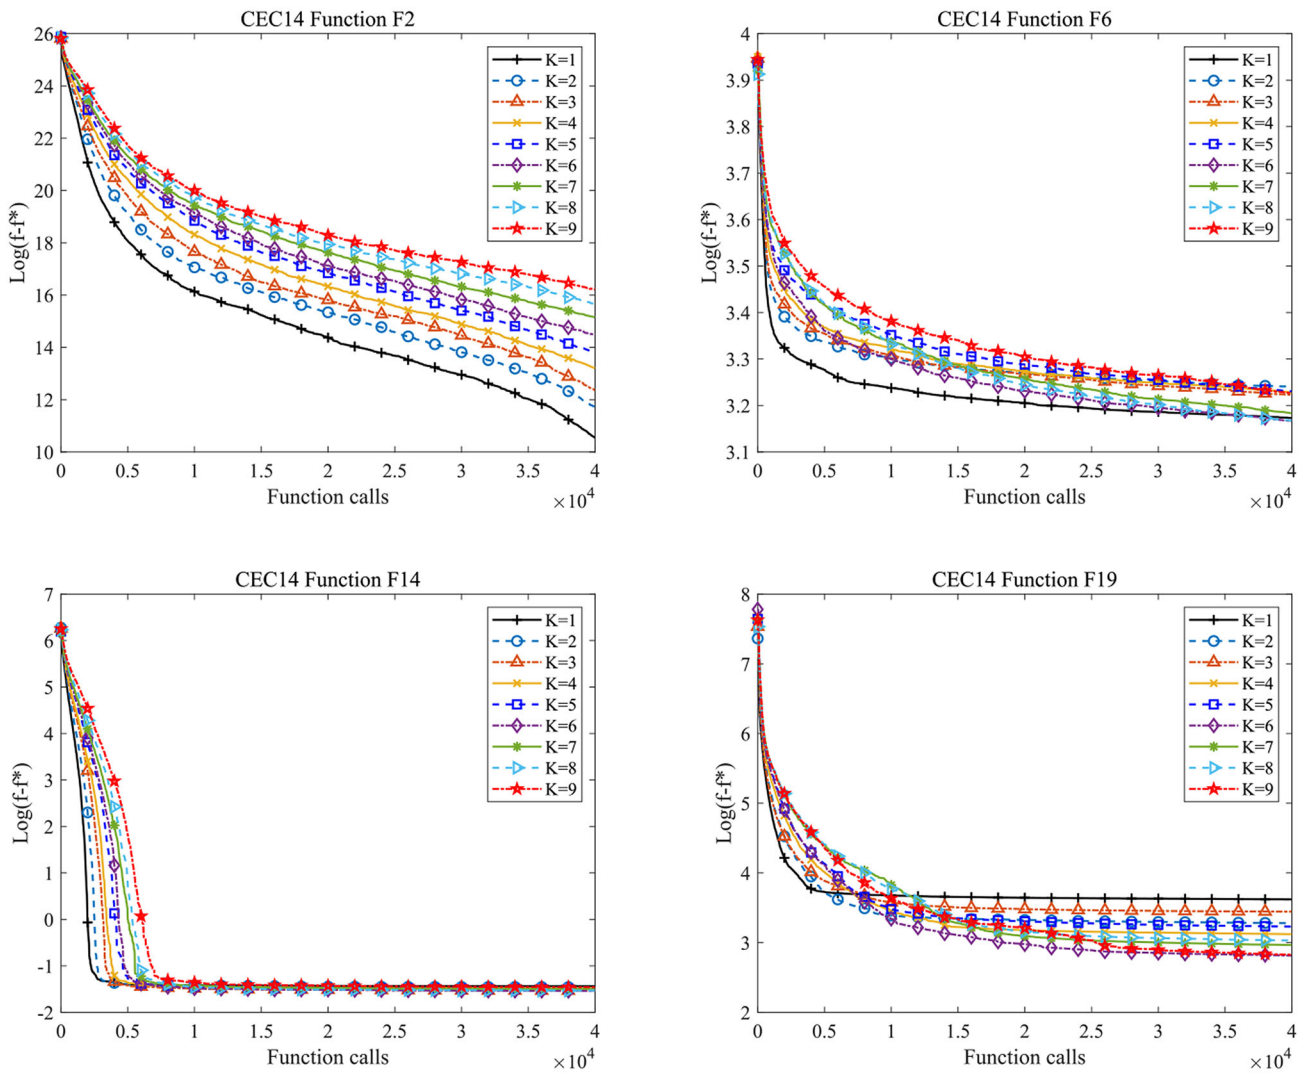 CEC14 Function F2
26
24
22
20
18
16
14
12
10
Log(f-f*)
K=1
K=2
K=3
K=4
K=5
K=6
K=7
K=8
K=9
0 0.5 1 1.5 2 2.5 3 3.5 4
Function calls
×10^4
CEC14 Function F6
4
3.9
3.8
3.7
3.6
3.5
3.4
3.3
3.2
3.1
Log(f-f*)
K=1
K=2
K=3
K=4
K=5
K=6
K=7
K=8
K=9
0 0.5 1 1.5 2 2.5 3 3.5 4
Function calls
×10^4
CEC14 Function F14
7
6
5
4
3
2
1
0
-1
-2
Log(f-f*)
K=1
K=2
K=3
K=4
K=5
K=6
K=7
K=8
K=9
0 0.5 1 1.5 2 2.5 3 3.5 4
Function calls
×10^4
CEC14 Function F19
8
7
6
5
4
3
2
Log(f-f*)
K=1
K=2
K=3
K=4
K=5
K=6
K=7
K=8
K=9
0 0.5 1 1.5 2 2.5 3 3.5 4
Function calls
×10^4